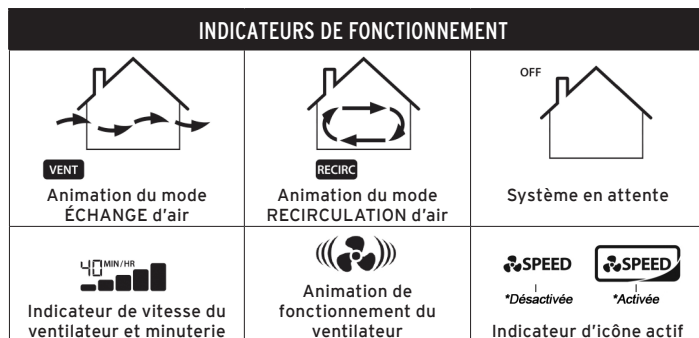 INDICATEURS DE FONCTIONNEMENT
VENT
Animation du mode
ÉCHANGE d'air
RECIRC
Animation du mode
RECIRCULATION d'air
OFF
Système en attente
40 MIN/HR
Indicateur de vitesse du
ventilateur et minuterie
Animation de
fonctionnement du
ventilateur
SPEED SPEED
*Désactivée *Activée
Indicateur d'icône actif